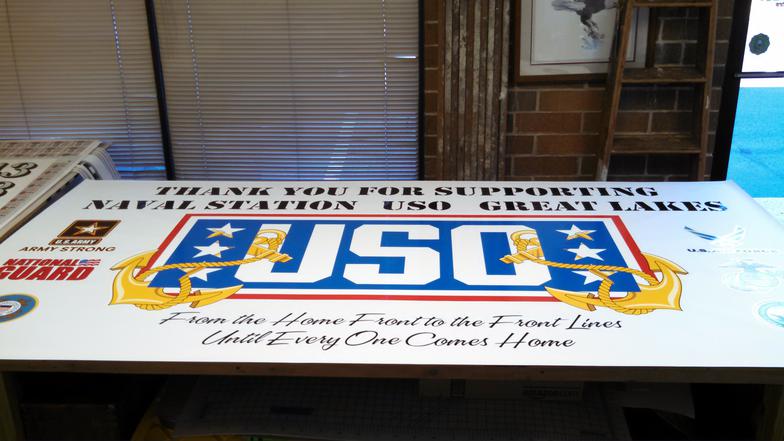 THANK YOU FOR SUPPORTING
NAVAL STATION USO GREAT LAKES
U.S. ARMY
ARMY STRONG
NATIONAL
GUARD
USO
From the Home Front to the Front Lines
Until Every One Comes Home